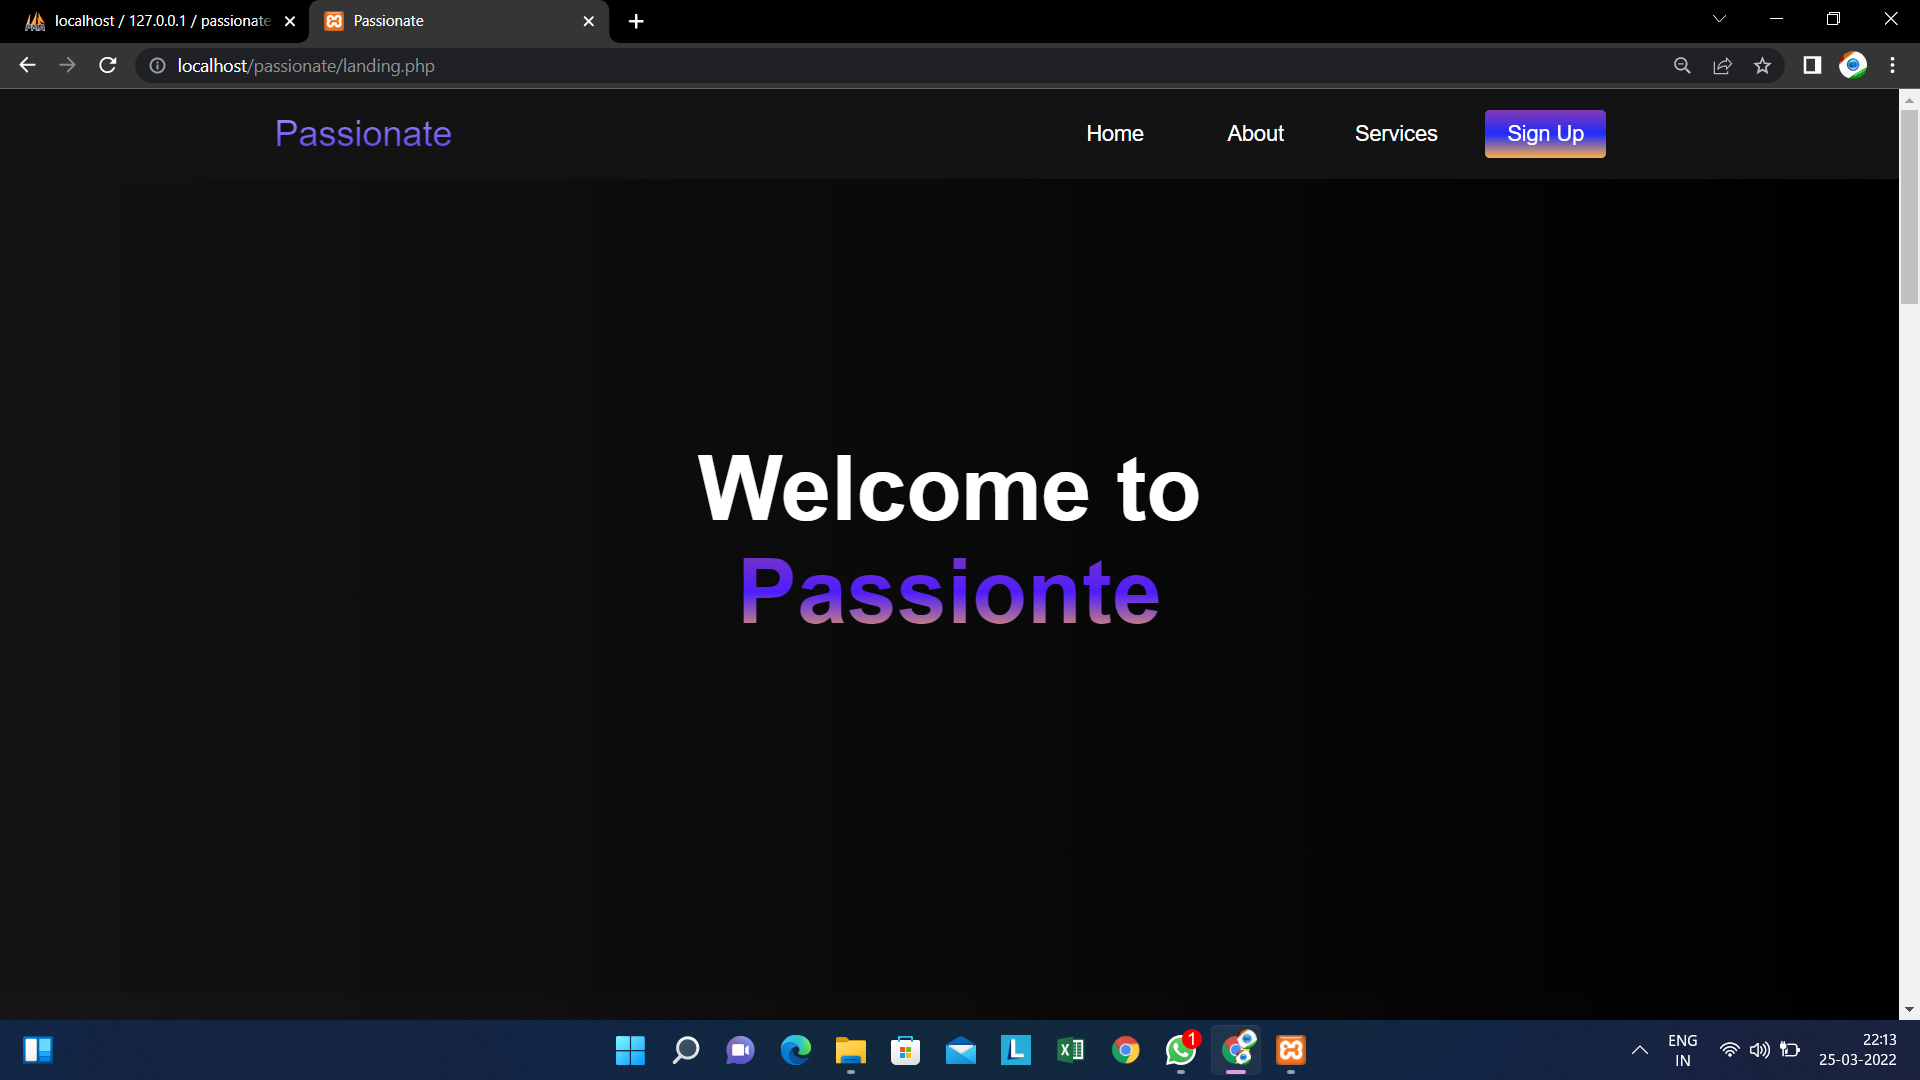 localhost / 127.0.0.1 / passionate
Passionate
localhost/passionate/landing.php
Passionate
Home
About
Services
Sign Up
Welcome to
Passionte
1
ENG
IN
22:13
25-03-2022